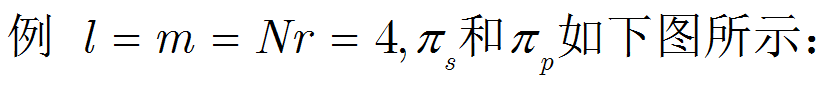 例 l = m = Nr = 4, π_s和π_p如下图所示：